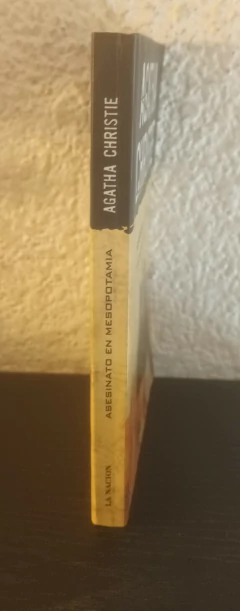 AGATHA CHRISTIE
ASESINATO EN MESOPOTAMIA
LA NACION